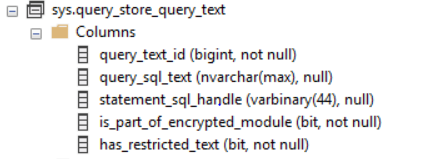 sys.query_store_query_text
Columns
query_text_id (bigint, not null)
query_sql_text (nvarchar(max), null)
statement_sql_handle (varbinary(44), null)
is_part_of_encrypted_module (bit, not null)
has_restricted_text (bit, not null)